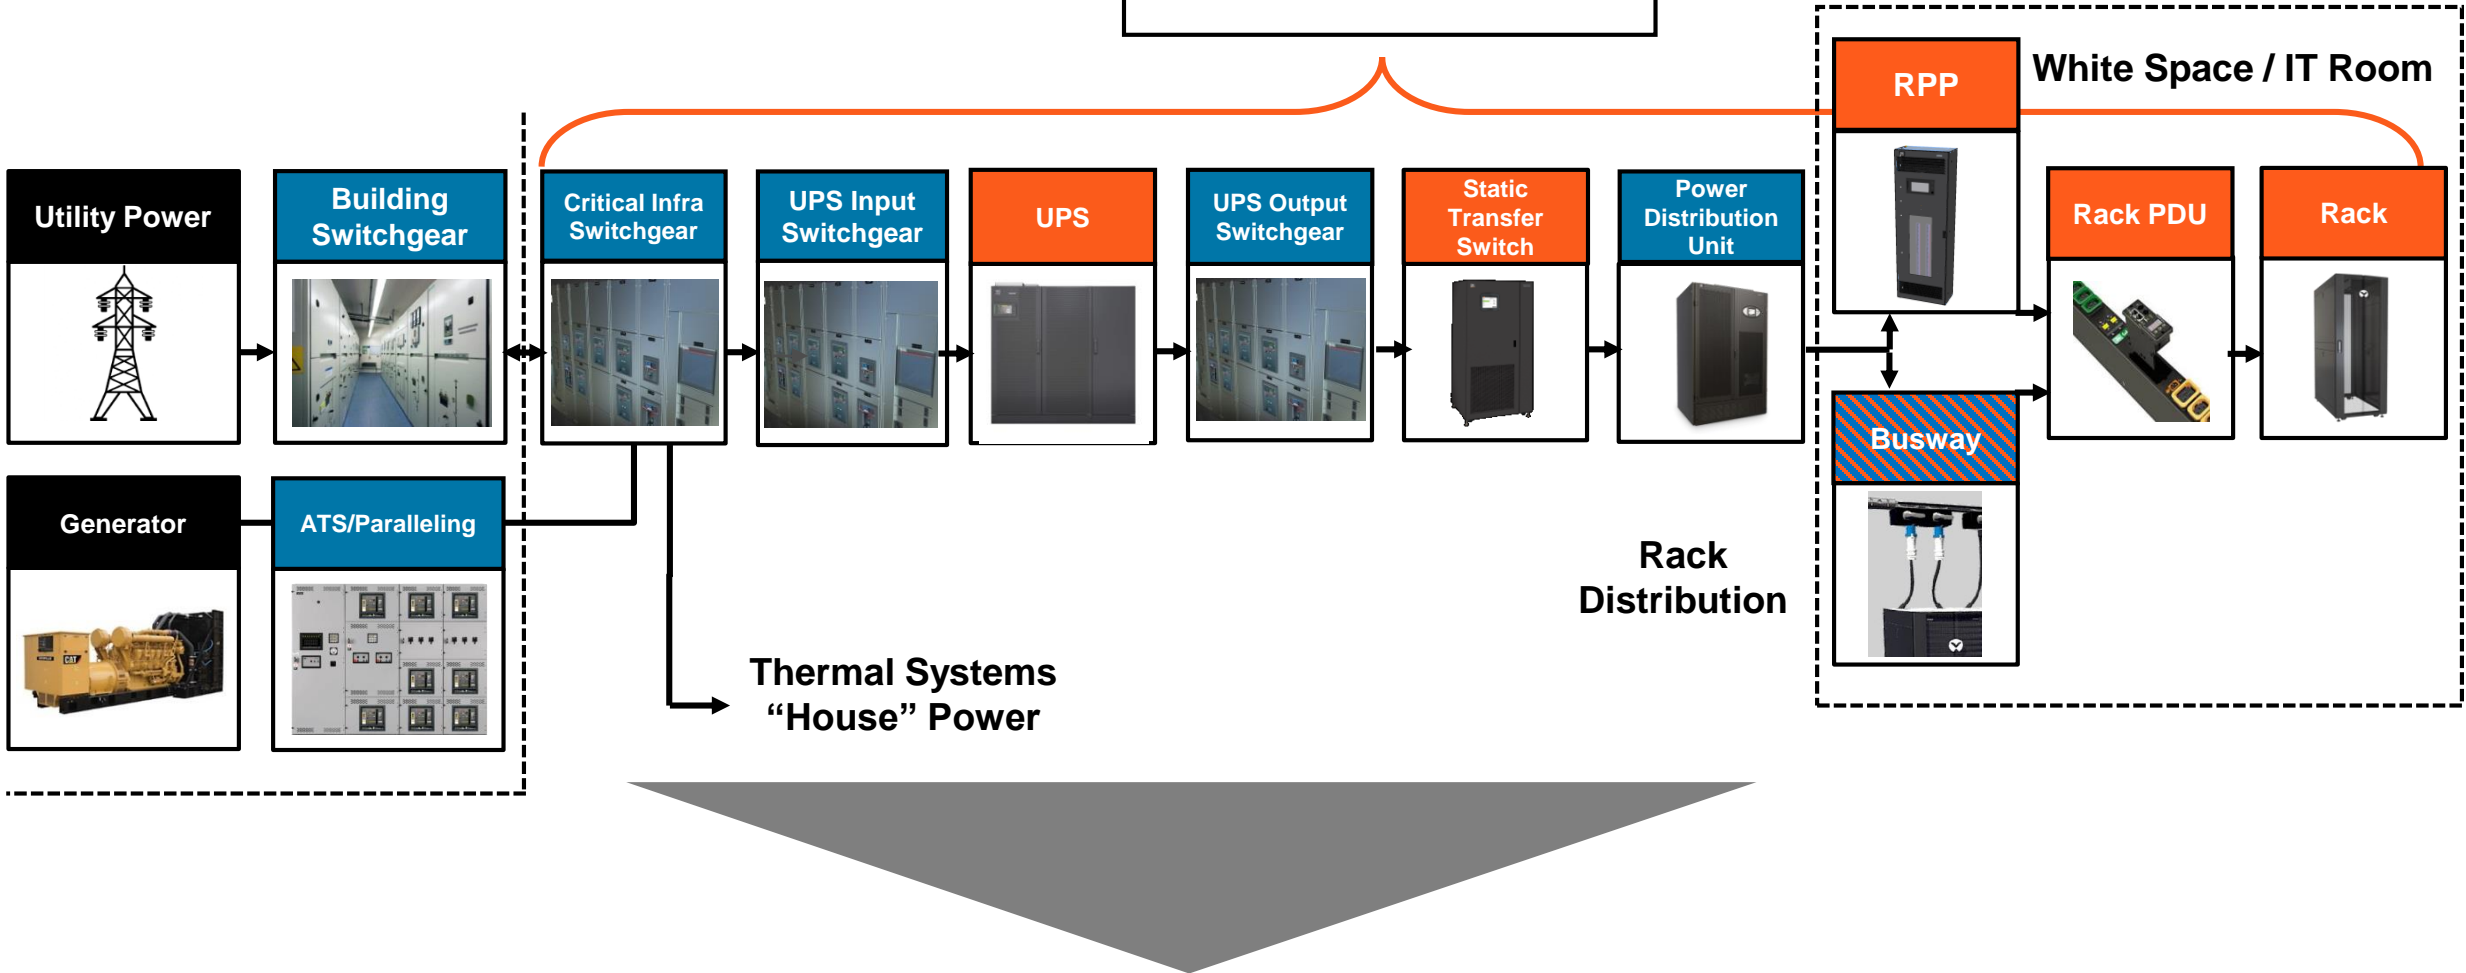 RPP
White Space / IT Room
Utility Power
Building
Switchgear
Critical Infra
Switchgear
UPS Input
Switchgear
UPS
UPS Output
Switchgear
Static
Transfer
Switch
Power
Distribution
Unit
Rack PDU
Rack
Busway
Generator
ATS/Paralleling
CAT
Rack
Distribution
Thermal Systems
“House” Power